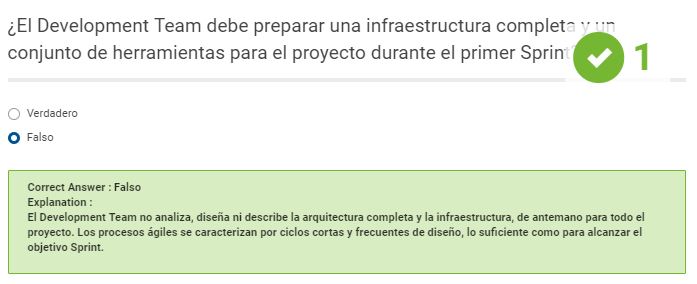 ¿El Development Team debe preparar una infraestructura completa y un
conjunto de herramientas para el proyecto durante el primer Sprint?
1
Verdadero
Falso
Correct Answer : Falso
Explanation :
El Development Team no analiza, diseña ni describe la arquitectura completa y la infraestructura, de antemano para todo el
proyecto. Los procesos ágiles se caracterizan por ciclos cortas y frecuentes de diseño, lo suficiente como para alcanzar el
objetivo Sprint.